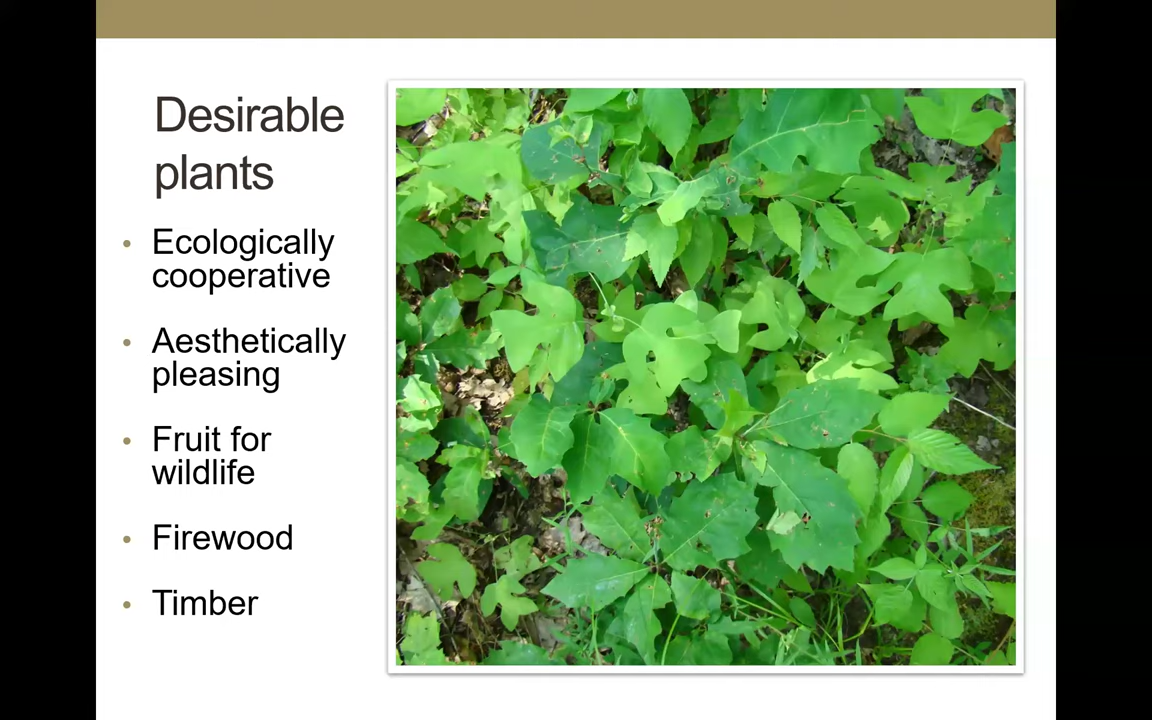 Desirable
plants
• Ecologically
cooperative
• Aesthetically
pleasing
• Fruit for
wildlife
• Firewood
• Timber